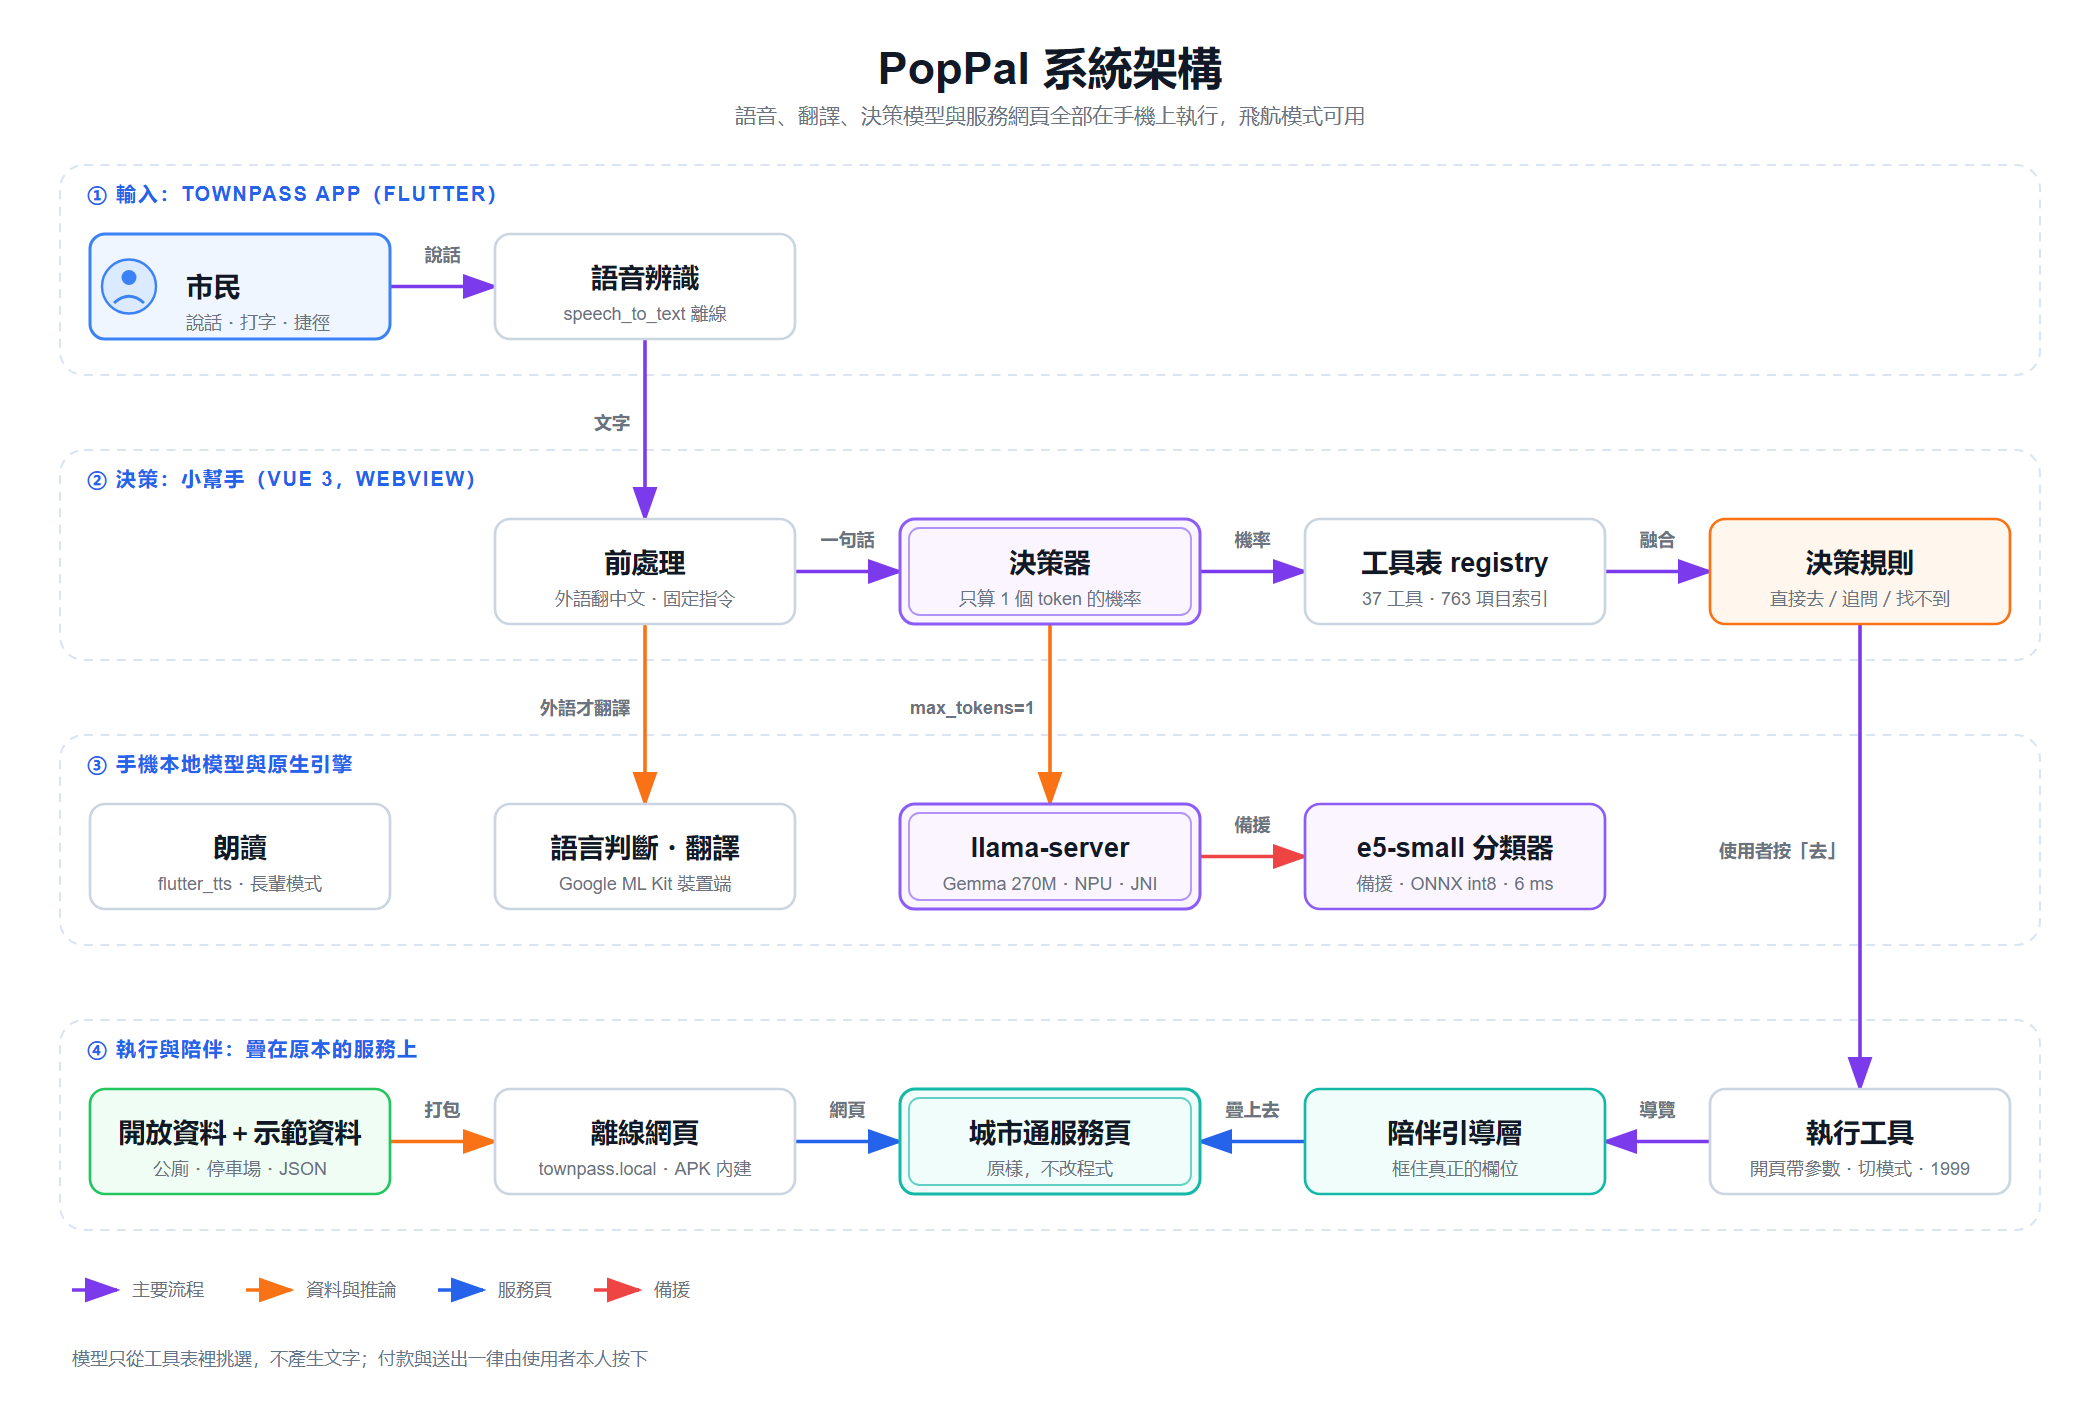 PopPal 系統架構
語音、翻譯、決策模型與服務網頁全部在手機上執行，飛航模式可用
① 輸入：TOWNPASS APP（FLUTTER）
市民
說話 · 打字 · 捷徑
說話
語音辨識
speech_to_text 離線
文字
② 決策：小幫手（VUE 3，WEBVIEW）
前處理
外語翻中文 · 固定指令
一句話
決策器
只算 1 個 token 的機率
機率
工具表 registry
37 工具 · 763 項目索引
融合
決策規則
直接去 / 追問 / 找不到
外語才翻譯
max_tokens=1
使用者按「去」
③ 手機本地模型與原生引擎
朗讀
flutter_tts · 長輩模式
語言判斷 · 翻譯
Google ML Kit 裝置端
llama-server
Gemma 270M · NPU · JNI
備援
e5-small 分類器
備援 · ONNX int8 · 6 ms
④ 執行與陪伴：疊在原本的服務上
開放資料 + 示範資料
公廁 · 停車場 · JSON
打包
離線網頁
townpass.local · APK 內建
網頁
城市通服務頁
原樣，不改程式
疊上去
陪伴引導層
框住真正的欄位
導覽
執行工具
開頁帶參數 · 切模式 · 1999
主要流程
資料與推論
服務頁
備援
模型只從工具表裡挑選，不產生文字；付款與送出一律由使用者本人按下